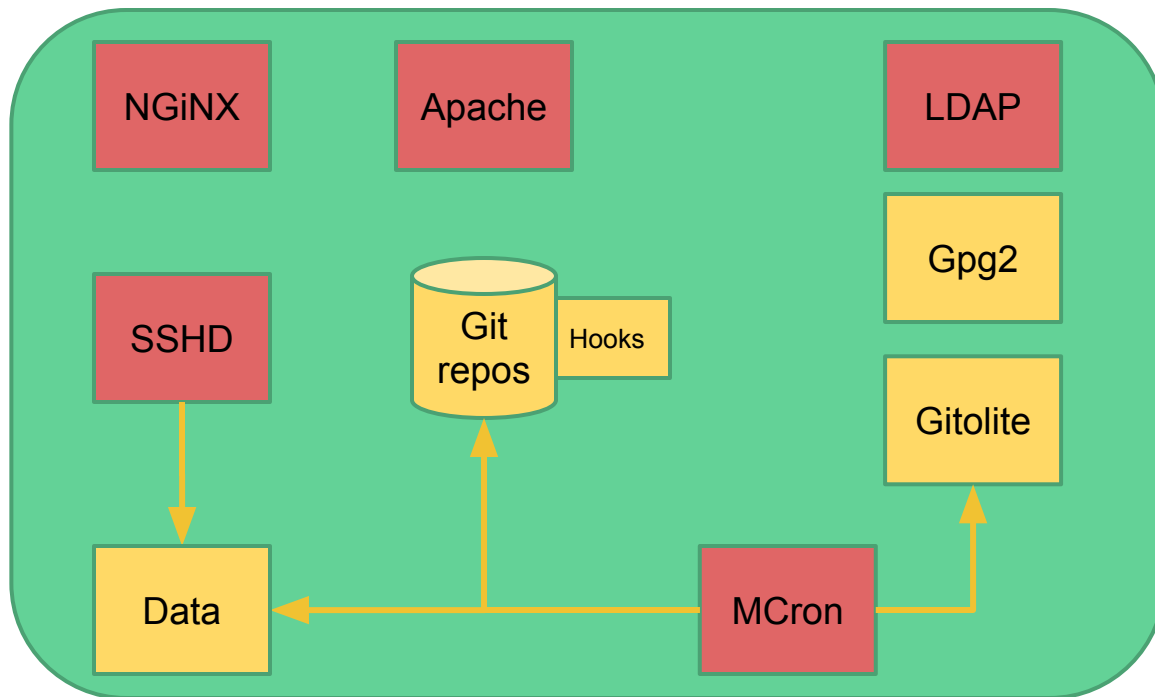 NGiNX
Apache
LDAP
Gpg2
SSHD
Git
repos
Hooks
Gitolite
Data
MCron